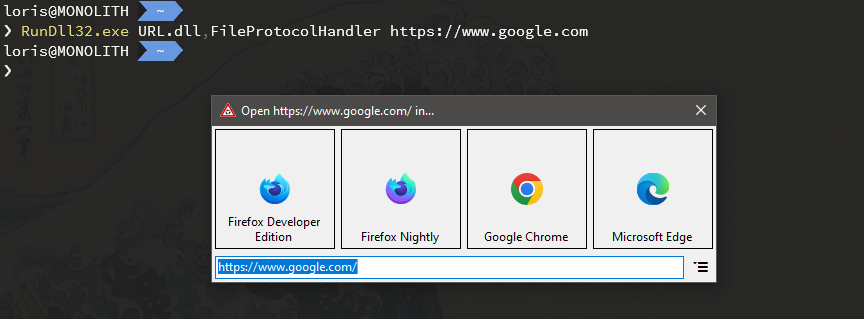 loris@MONOLITH ~
❯ RunDll32.exe URL.dll,FileProtocolHandler https://www.google.com
loris@MONOLITH ~
❯
Open https://www.google.com/ in...
Firefox Developer Edition
Firefox Nightly
Google Chrome
Microsoft Edge
https://www.google.com/